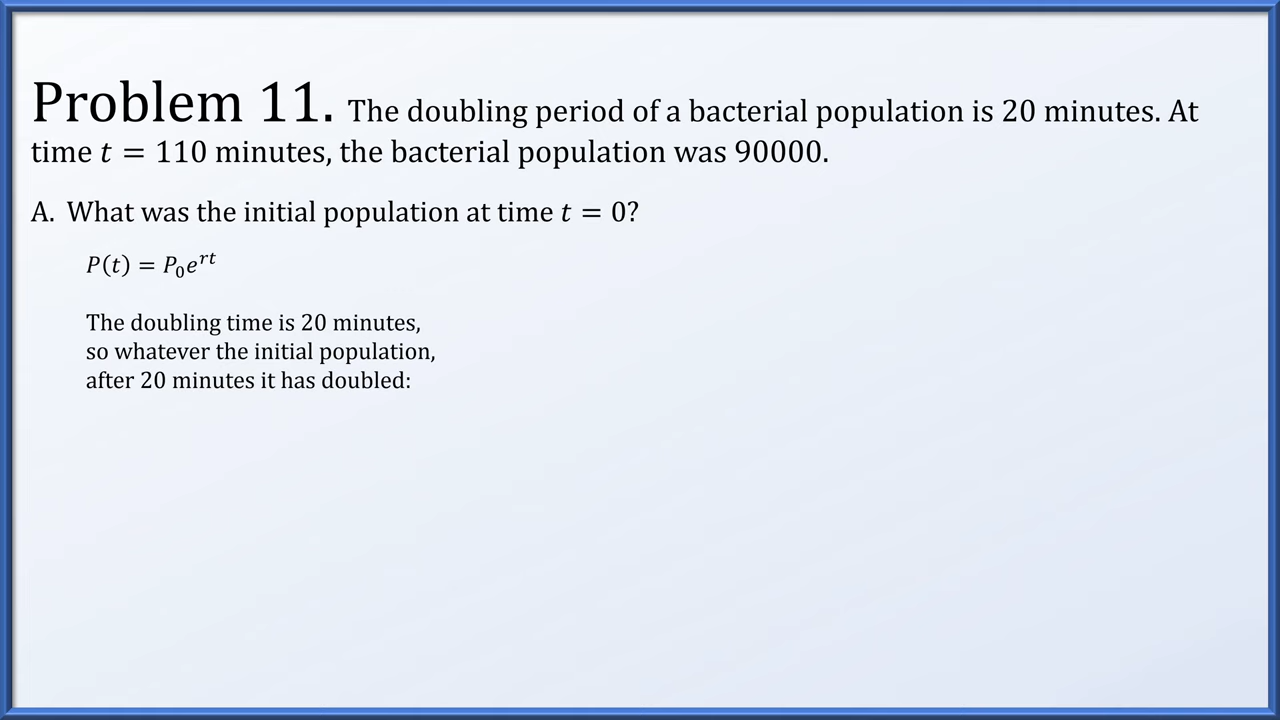 Problem 11. The doubling period of a bacterial population is 20 minutes. At
time t = 110 minutes, the bacterial population was 90000.
A. What was the initial population at time t = 0?
P(t) = P₀eʳᵗ
The doubling time is 20 minutes,
so whatever the initial population,
after 20 minutes it has doubled: